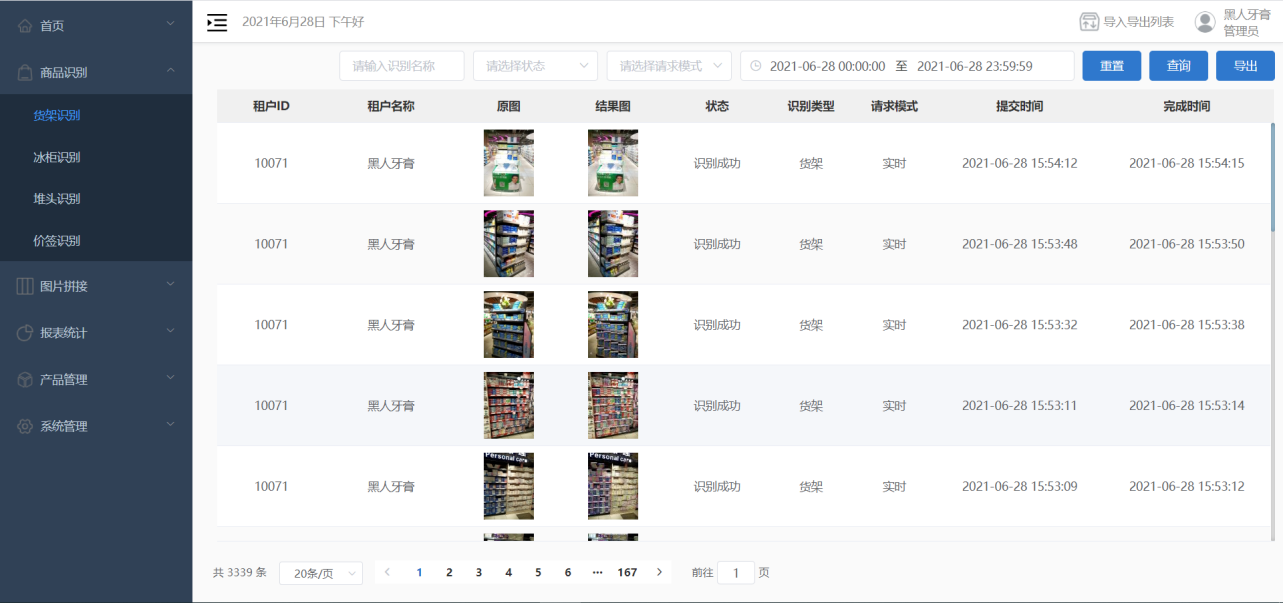 首页
商品识别
货架识别
冰柜识别
堆头识别
价签识别
图片拼接
报表统计
产品管理
系统管理
2021年6月28日 下午好
导入导出列表
黑人牙膏
管理员
请输入识别名称 请选择状态 请选择请求模式 2021-06-28 00:00:00 至 2021-06-28 23:59:59 重置 查询 导出
租户ID 租户名称 原图 结果图 状态 识别类型 请求模式 提交时间 完成时间
10071 黑人牙膏 识别成功 货架 实时 2021-06-28 15:54:12 2021-06-28 15:54:15
10071 黑人牙膏 识别成功 货架 实时 2021-06-28 15:53:48 2021-06-28 15:53:50
10071 黑人牙膏 识别成功 货架 实时 2021-06-28 15:53:32 2021-06-28 15:53:38
10071 黑人牙膏 识别成功 货架 实时 2021-06-28 15:53:11 2021-06-28 15:53:14
10071 黑人牙膏 Personal care Personal care 识别成功 货架 实时 2021-06-28 15:53:09 2021-06-28 15:53:12
共 3339 条 20条/页 1 2 3 4 5 6 ··· 167 前往 1 页